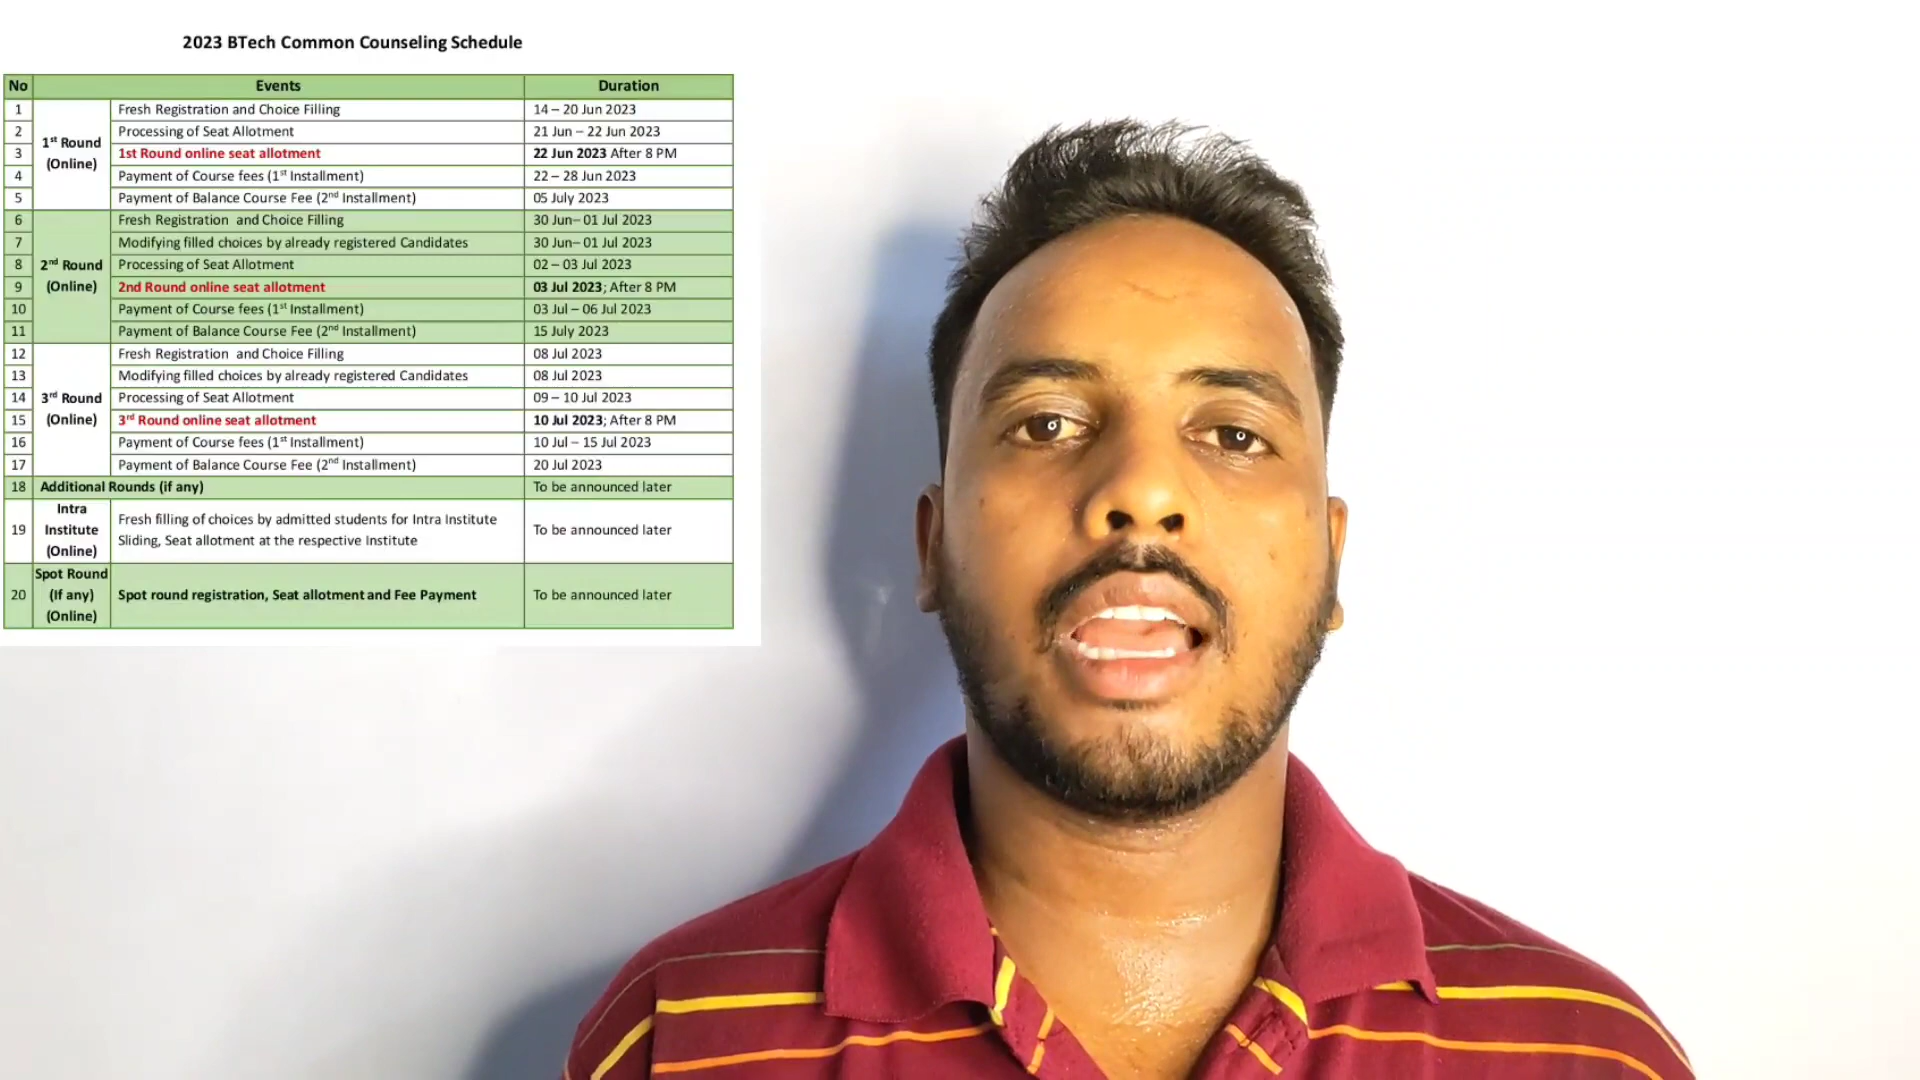 2023 BTech Common Counseling Schedule
No Events Duration
1st Round (Online)
1 Fresh Registration and Choice Filling 14 – 20 Jun 2023
2 Processing of Seat Allotment 21 Jun – 22 Jun 2023
3 1st Round online seat allotment 22 Jun 2023 After 8 PM
4 Payment of Course fees (1st Installment) 22 – 28 Jun 2023
5 Payment of Balance Course Fee (2nd Installment) 05 July 2023
2nd Round (Online)
6 Fresh Registration and Choice Filling 30 Jun– 01 Jul 2023
7 Modifying filled choices by already registered Candidates 30 Jun– 01 Jul 2023
8 Processing of Seat Allotment 02 – 03 Jul 2023
9 2nd Round online seat allotment 03 Jul 2023; After 8 PM
10 Payment of Course fees (1st Installment) 03 Jul – 06 Jul 2023
11 Payment of Balance Course Fee (2nd Installment) 15 July 2023
3rd Round (Online)
12 Fresh Registration and Choice Filling 08 Jul 2023
13 Modifying filled choices by already registered Candidates 08 Jul 2023
14 Processing of Seat Allotment 09 – 10 Jul 2023
15 3rd Round online seat allotment 10 Jul 2023; After 8 PM
16 Payment of Course fees (1st Installment) 10 Jul – 15 Jul 2023
17 Payment of Balance Course Fee (2nd Installment) 20 Jul 2023
18 Additional Rounds (if any) To be announced later
19 Intra Institute (Online) Fresh filling of choices by admitted students for Intra Institute
Sliding, Seat allotment at the respective Institute To be announced later
20 Spot Round (If any) (Online) Spot round registration, Seat allotment and Fee Payment To be announced later